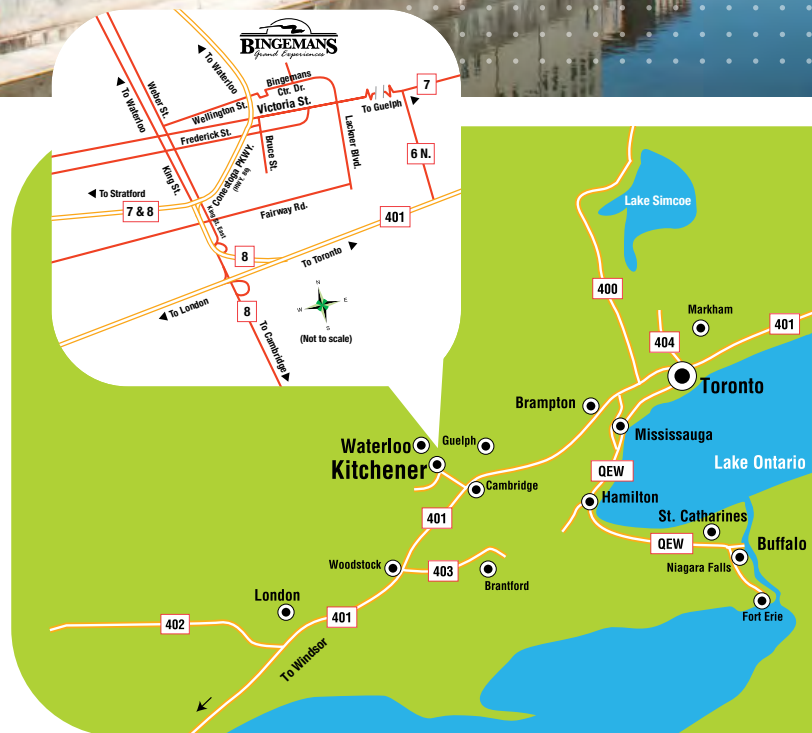 BINGEMANS
Grand Experiences
To Waterloo
To Waterloo
Weber St.
Bingemans
Ctr. Dr.
Wellington St.
Victoria St.
7
To Guelph
Frederick St.
Bruce St.
Lackner Blvd.
6 N.
King St.
Conestoga PKWY.
(HWY. 86)
To Stratford
7 & 8
King St. East
Fairway Rd.
401
8
To Toronto
To London
8
N
W
E
S
(Not to scale)
To Cambridge
Lake Simcoe
400
Markham
401
404
Toronto
Brampton
Mississauga
Waterloo
Guelph
Kitchener
Lake Ontario
QEW
Cambridge
Hamilton
401
St. Catharines
QEW
Buffalo
Woodstock
403
Niagara Falls
Brantford
London
Fort Erie
402
401
To Windsor